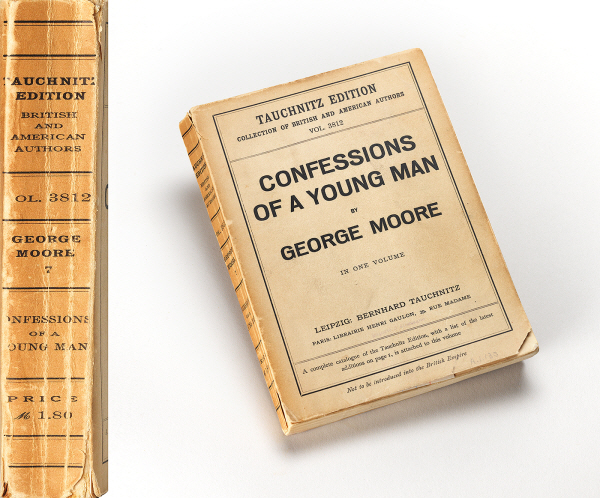 TAUCHNITZ
EDITION
BRITISH
AND
AMERICAN
AUTHORS
OL. 3812
GEORGE
MOORE
7
ONFESSIONS
OF A
OUNG MAN
PRICE
ℳ 1.80
TAUCHNITZ EDITION
COLLECTION OF BRITISH AND AMERICAN AUTHORS
VOL. 3812
CONFESSIONS
OF A YOUNG MAN
BY
GEORGE MOORE
IN ONE VOLUME
LEIPZIG: BERNHARD TAUCHNITZ
PARIS: LIBRAIRIE HENRI GAULON, 39, RUE MADAME
A complete catalogue of the Tauchnitz Edition, with a list of the latest
additions on page 1, is attached to this volume
Not to be introduced into the British Empire